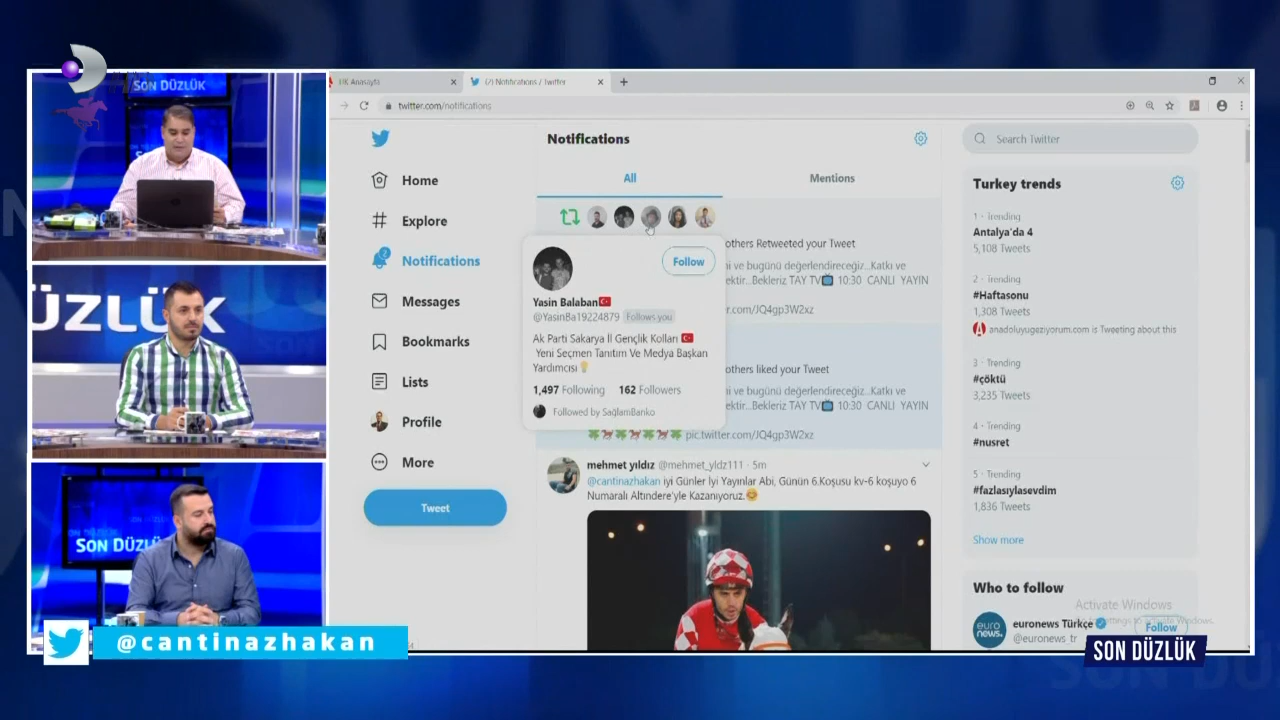 SON DÜZLÜK
ÜZLÜK
SON DÜZLÜ
@cantinazhakan
(2) Notifications / Twitter
twitter.com/notifications
Home
Explore
2
Notifications
Messages
Bookmarks
Lists
Profile
More
Tweet
Notifications
All
Mentions
others Retweeted your Tweet
ni ve bugünü değerlendireceğiz...Katkı ve
ektir...Bekleriz TAY TV📺 10:30 CANLI YAYIN
er.com/JQ4gp3W2xz
Follow
Yasin Balaban🇹🇷
@YasinBa19224879 Follows you
Ak Parti Sakarya İl Gençlik Kolları 🇹🇷
Yeni Seçmen Tanıtım Ve Medya Başkan
Yardımcısı💡
1,497 Following 162 Followers
Followed by SağlamBanko
others liked your Tweet
ni ve bugünü değerlendireceğiz...Katkı ve
ektir...Bekleriz TAY TV📺 10:30 CANLI YAYIN
🍀🏇🍀🏇🍀🏇🍀 pic.twitter.com/JQ4gp3W2xz
mehmet yıldız @mehmet_yldz111 · 5m
@cantinazhakan iyi Günler Iyi Yayınlar Abi, Günün 6.Koşusu kv-6 koşuyo 6
Numaralı Altındere'yle Kazanıyoruz.😊
Search Twitter
Turkey trends
1 · Trending
Antalya'da 4
5,108 Tweets
2 · Trending
#Haftasonu
1,308 Tweets
anadoluyugeziyorum.com is Tweeting about this
3 · Trending
#çöktü
3,235 Tweets
4 · Trending
#nusret
5 · Trending
#fazlasıylasevdim
1,836 Tweets
Show more
Who to follow
Activate Windows
euro
news.
euronews Türkçe
@euronews_tr
Follow
SON DÜZLÜK